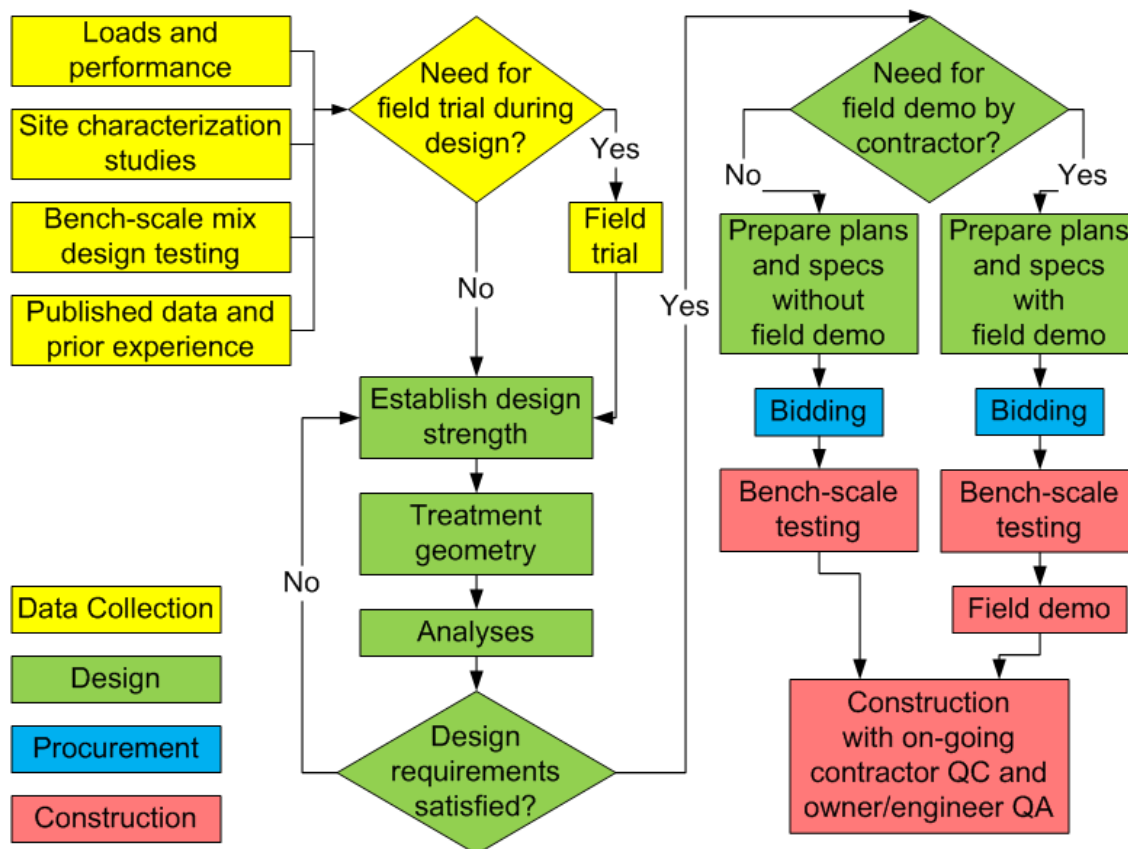 Loads and
performance
Site characterization
studies
Bench-scale mix
design testing
Published data and
prior experience
Need for
field trial during
design?
Yes
Field
trial
No
Establish design
strength
Treatment
geometry
Analyses
Design
requirements
satisfied?
No
Yes
Need for
field demo by
contractor?
No
Yes
Prepare plans
and specs
without
field demo
Prepare plans
and specs
with
field demo
Bidding
Bidding
Bench-scale
testing
Bench-scale
testing
Field demo
Construction
with on-going
contractor QC and
owner/engineer QA
Data Collection
Design
Procurement
Construction